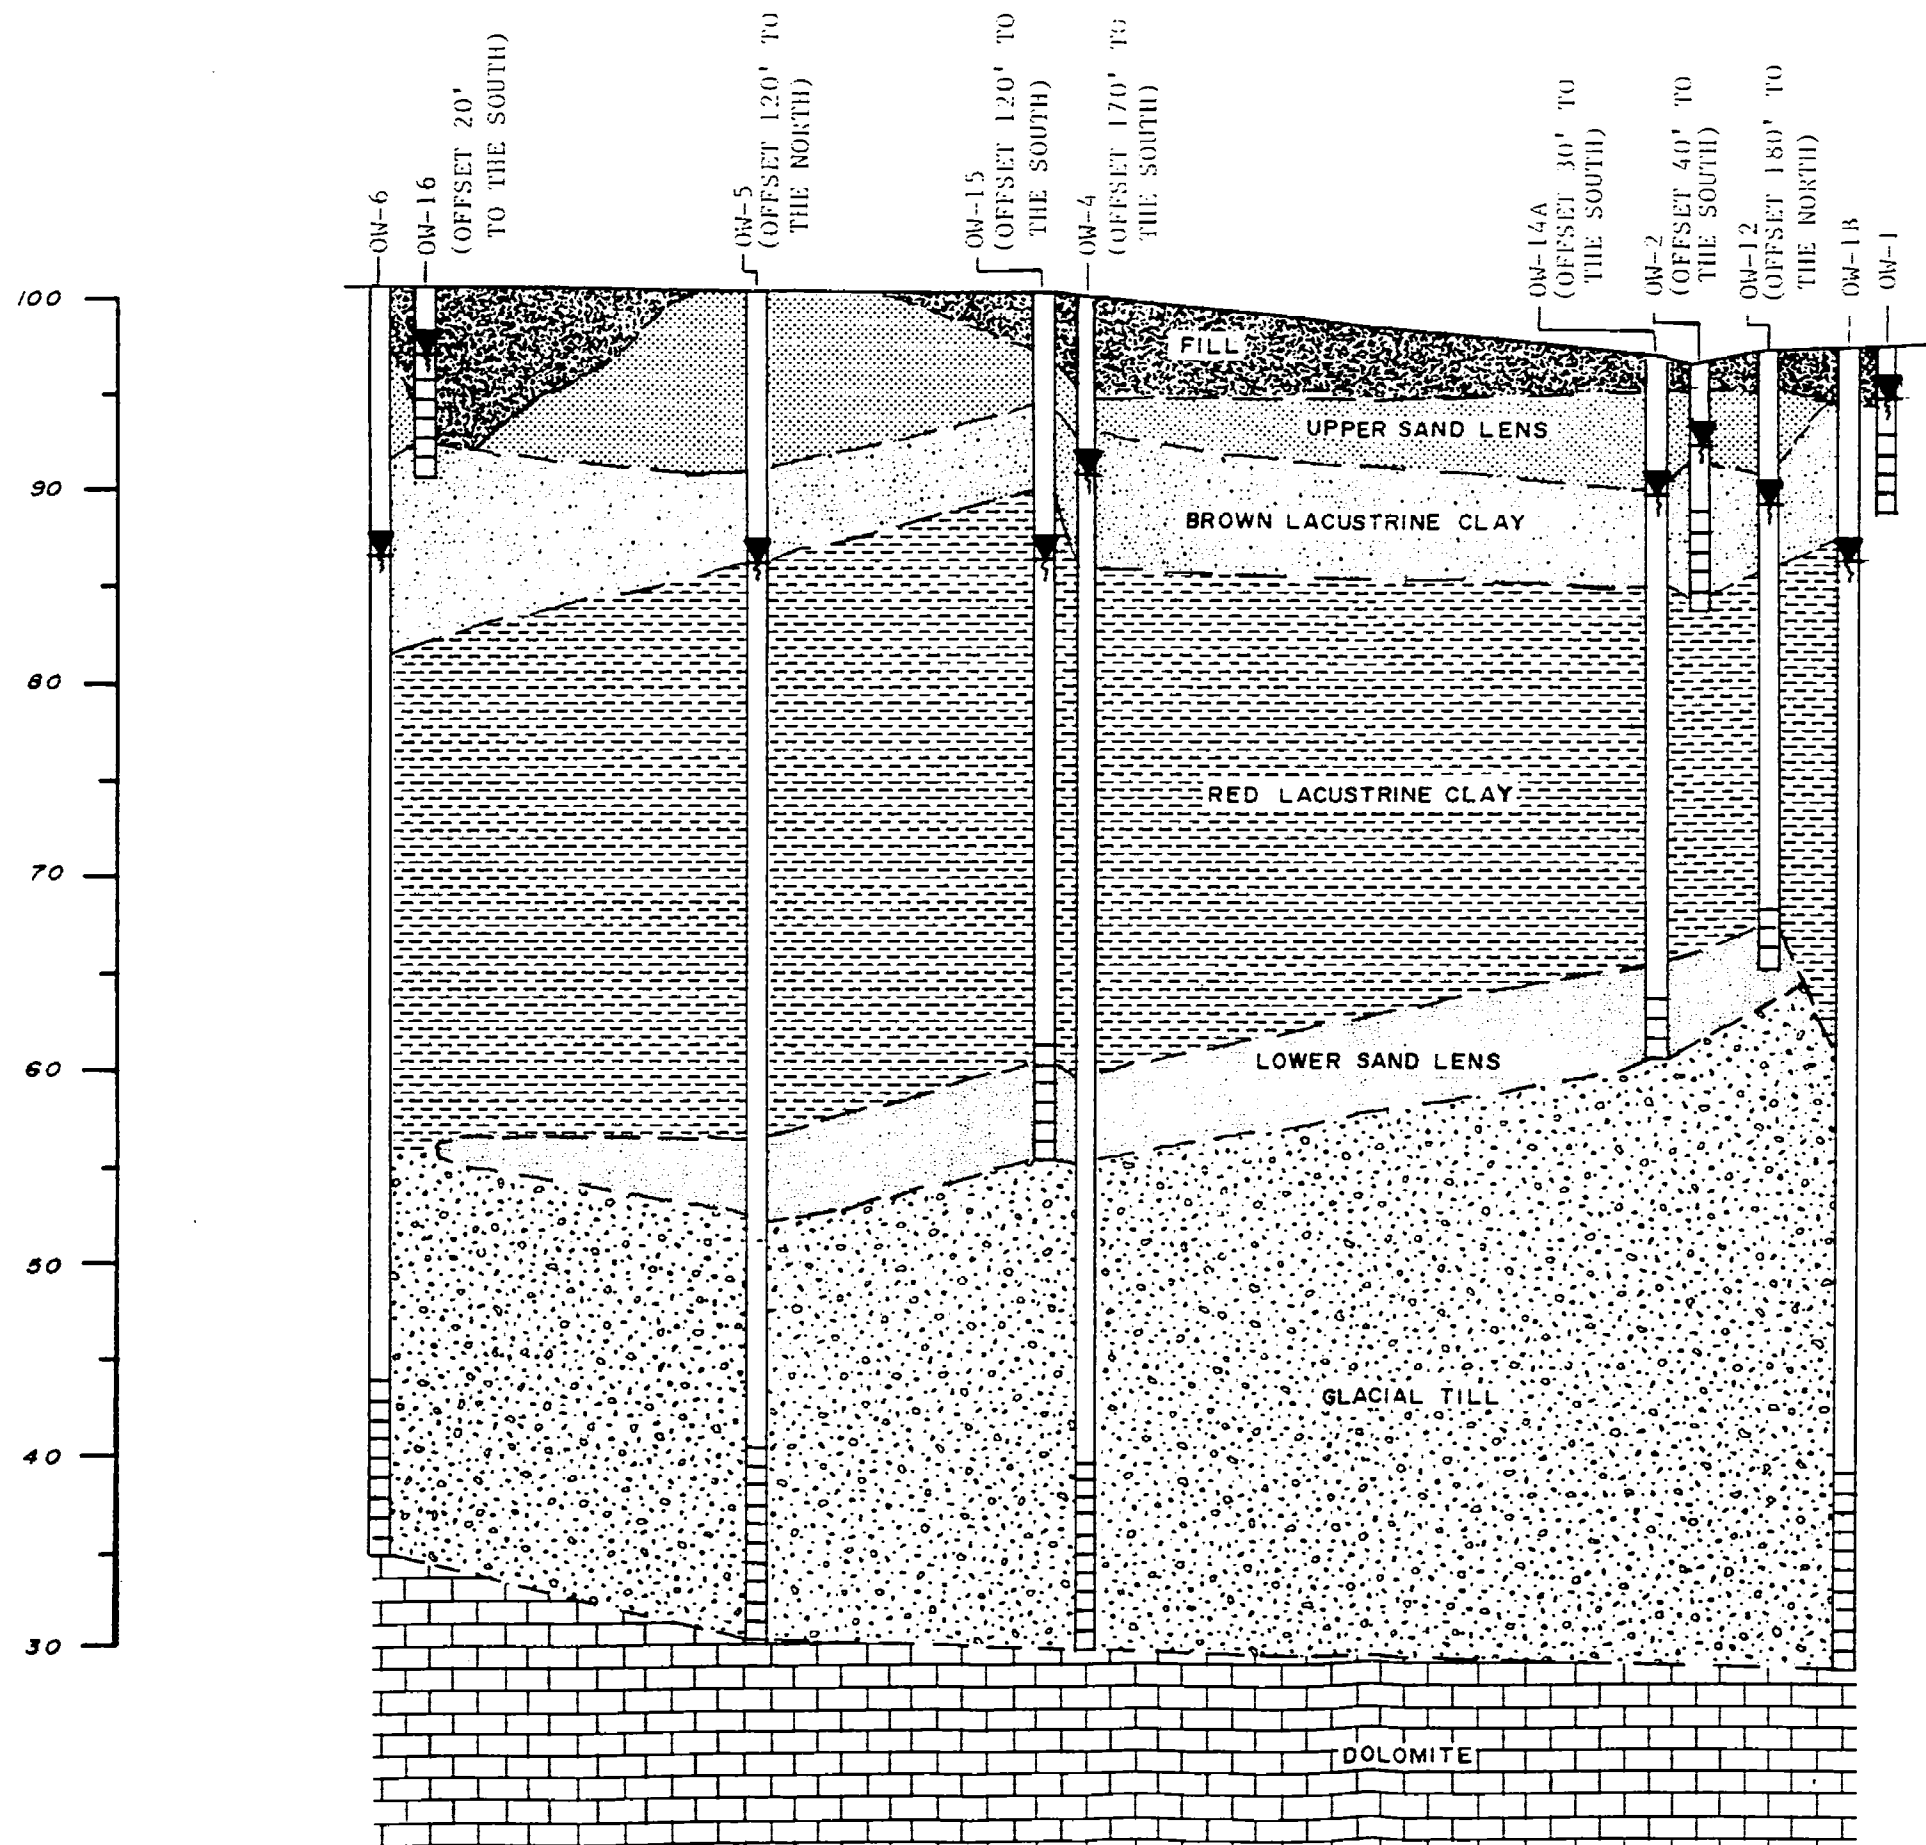 OW-6
OW-16
(OFFSET 20'
TO THE SOUTH)
OW-5
(OFFSET 120' TO
THE NORTH)
OW-15
(OFFSET 120' TO
THE SOUTH)
OW-4
(OFFSET 170' TO
THE SOUTH)
OW-14A
(OFFSET 30' TO
THE SOUTH)
OW-2
(OFFSET 40' TO
THE SOUTH)
OW-12
(OFFSET 180' TO
THE NORTH)
OW-1B
OW-1
100
90
80
70
60
50
40
30
FILL
UPPER SAND LENS
BROWN LACUSTRINE CLAY
RED LACUSTRINE CLAY
LOWER SAND LENS
GLACIAL TILL
DOLOMITE